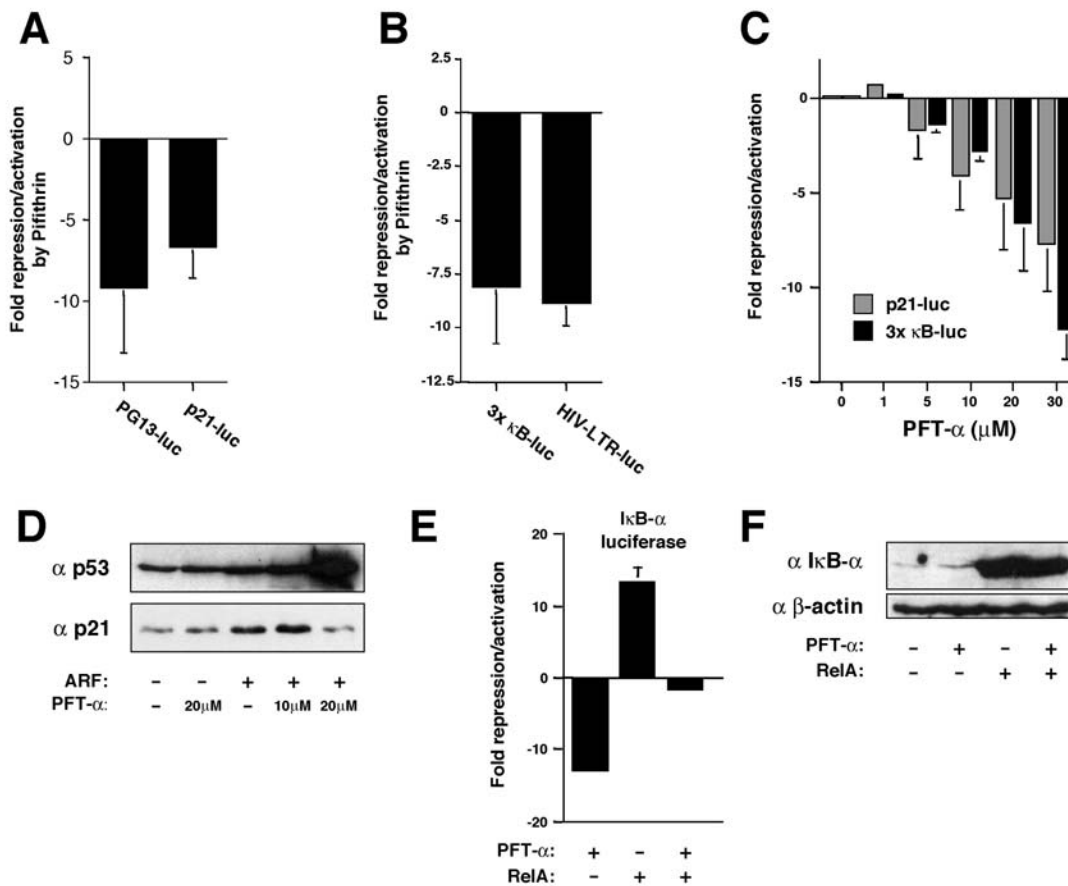 A
Fold repression/activation
by Pifithrin
5
0
-5
-10
-15
PG13-luc
p21-luc
B
Fold repression/activation
by Pifithrin
2.5
0
-2.5
-5
-7.5
-10
-12.5
3x κB-luc
HIV-LTR-luc
C
Fold repression/activation
0
-5
-10
-15
p21-luc
3x κB-luc
0 1 5 10 20 30
PFT-α (μM)
D
α p53
α p21
ARF: – – + + +
PFT-α: – 20μM – 10μM 20μM
E
IκB-α
luciferase
Fold repression/activation
20
10
0
-10
-20
PFT-α: + – +
RelA: – + +
F
α IκB-α
α β-actin
PFT-α: – + – +
RelA: – – + +